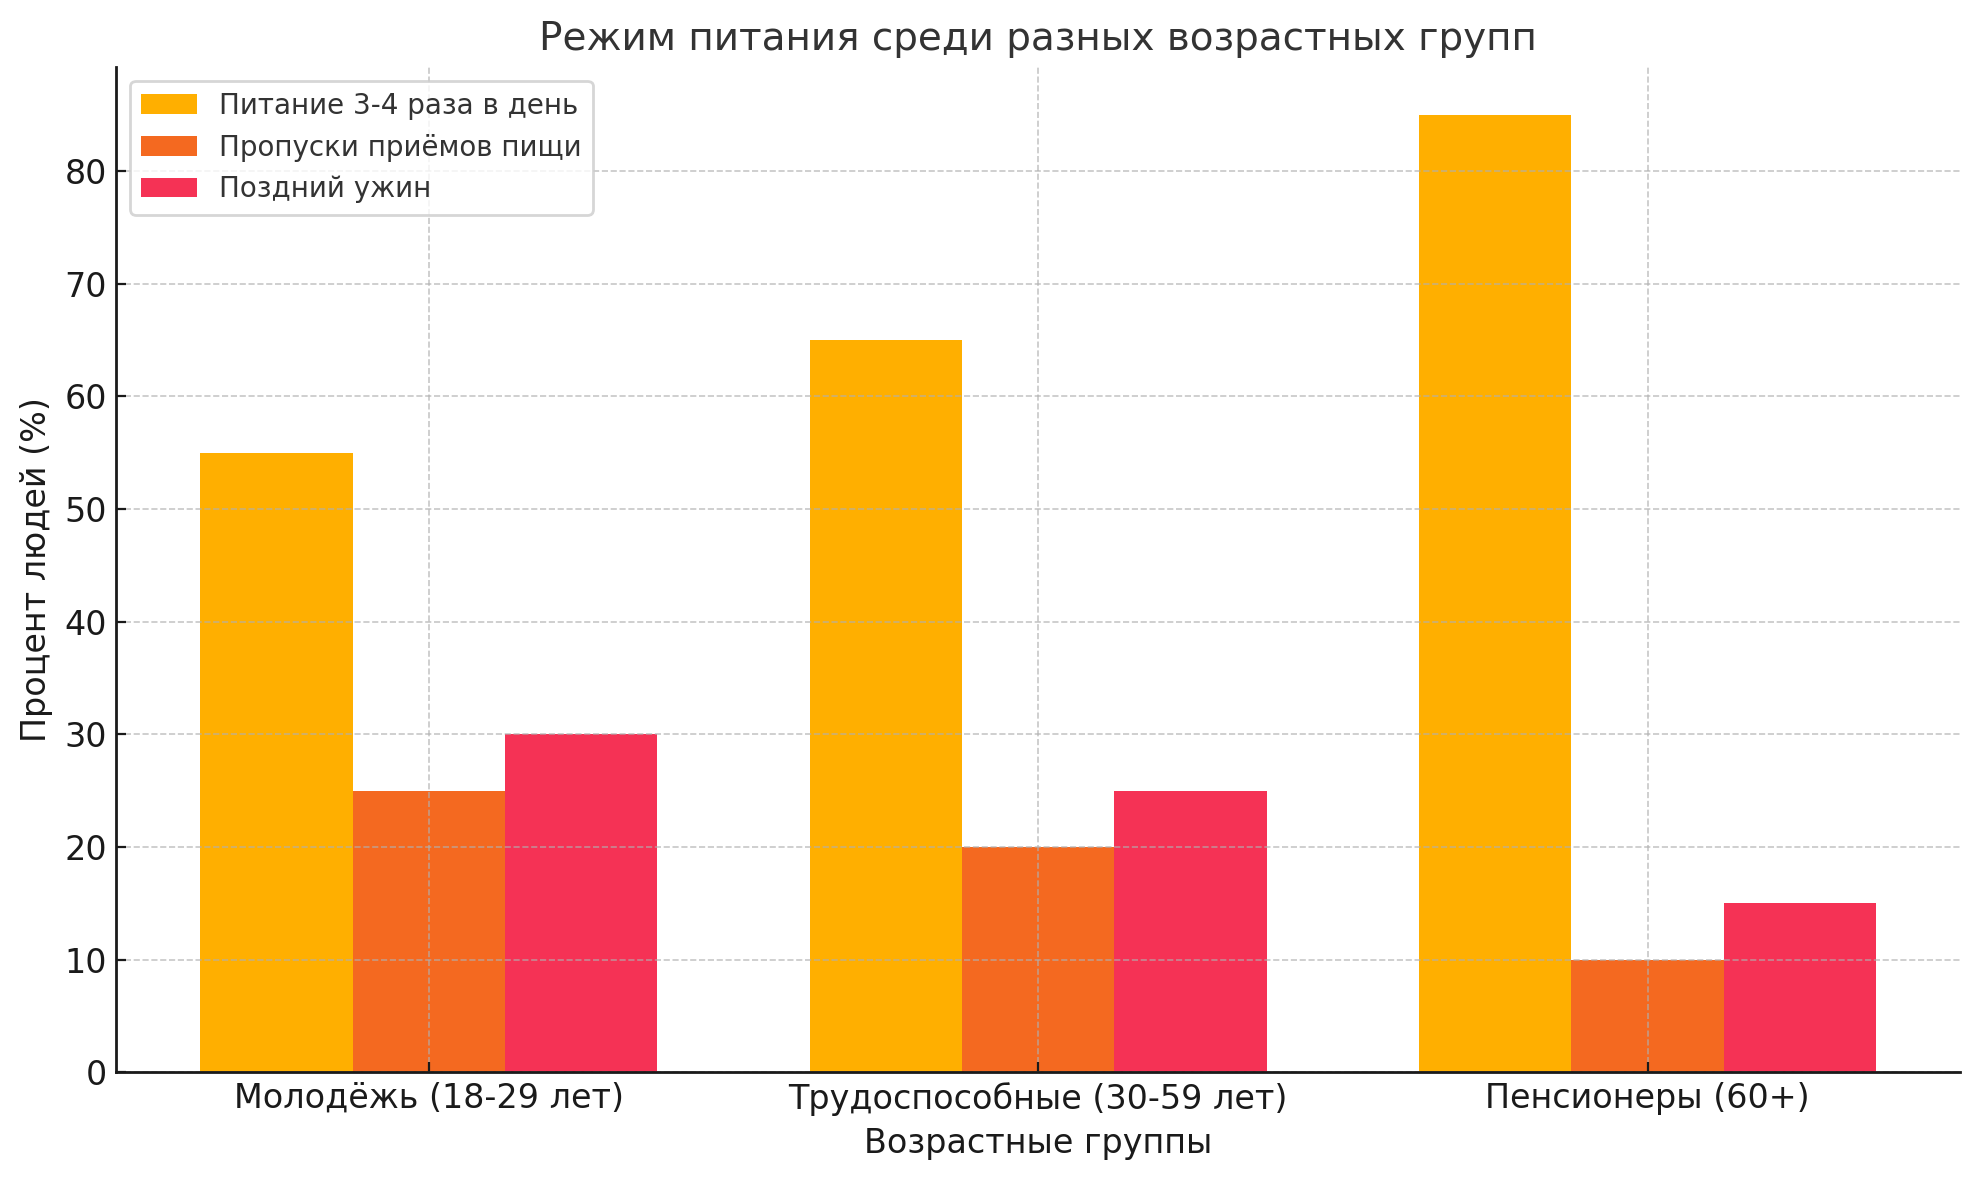 Режим питания среди разных возрастных групп
Питание 3-4 раза в день
Пропуски приёмов пищи
Поздний ужин
Процент людей (%)
80
70
60
50
40
30
20
10
0
Молодёжь (18-29 лет)
Трудоспособные (30-59 лет)
Пенсионеры (60+)
Возрастные группы